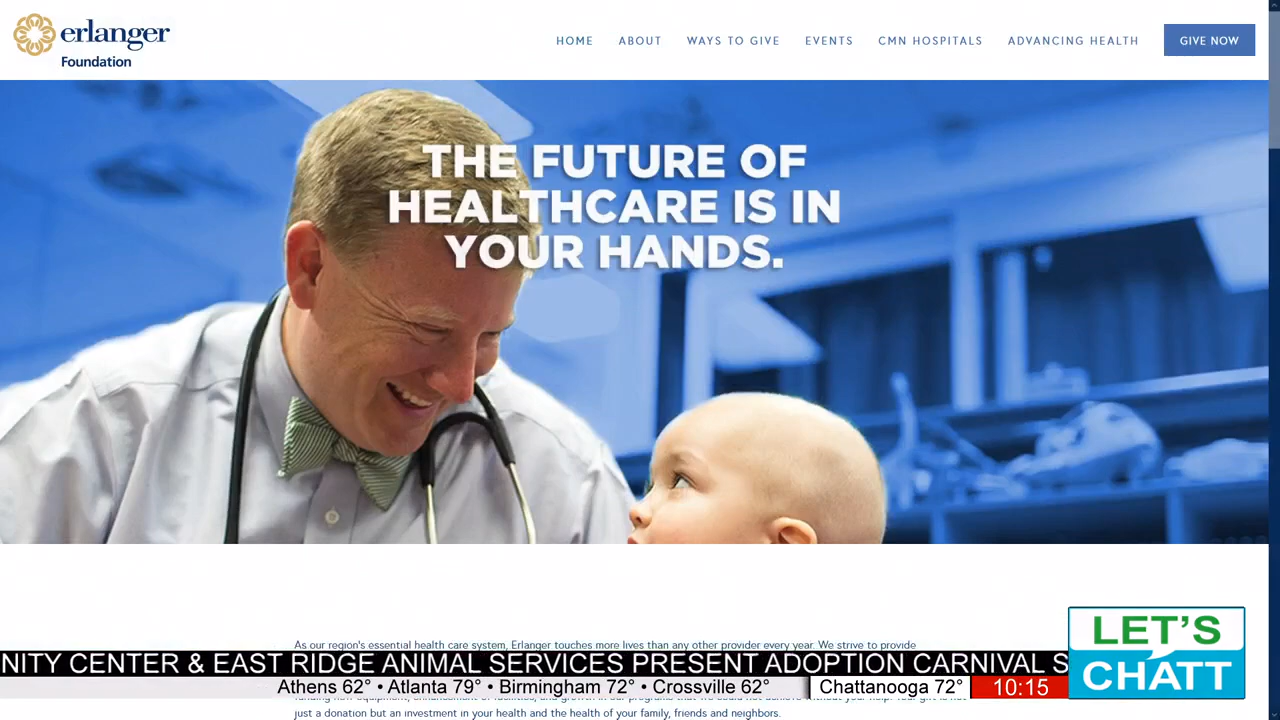 erlanger
Foundation
HOME ABOUT WAYS TO GIVE EVENTS CMN HOSPITALS ADVANCING HEALTH GIVE NOW
THE FUTURE OF
HEALTHCARE IS IN
YOUR HANDS.
As our region's essential health care system, Erlanger touches more lives than any other provider every year. We strive to provide
NITY CENTER & EAST RIDGE ANIMAL SERVICES PRESENT ADOPTION CARNIVAL S
Athens 62° • Atlanta 79° • Birmingham 72° • Crossville 62°
Chattanooga 72° 10:15
LET'S
CHATT
just a donation but an investment in your health and the health of your family, friends and neighbors.